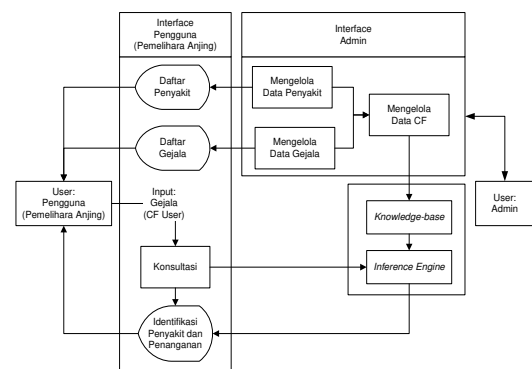 Interface
Pengguna
(Pemelihara Anjing)
Interface
Admin
Daftar
Penyakit
Mengelola
Data Penyakit
Mengelola
Data CF
Daftar
Gejala
Mengelola
Data Gejala
User:
Pengguna
(Pemelihara Anjing)
Input:
Gejala
(CF User)
User:
Admin
Knowledge-base
Konsultasi
Inference Engine
Identifikasi
Penyakit dan
Penanganan